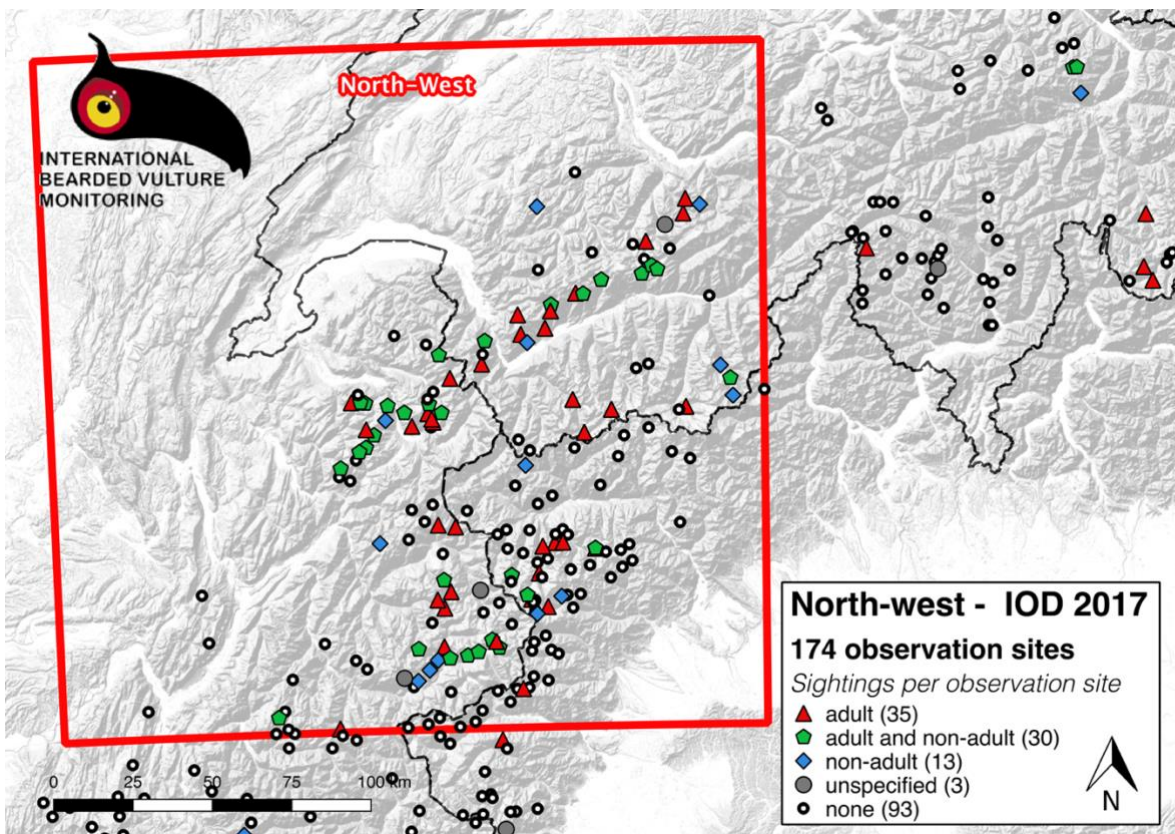 North-West
INTERNATIONAL
BEARDED VULTURE
MONITORING
North-west - IOD 2017
174 observation sites
Sightings per observation site
adult (35)
adult and non-adult (30)
non-adult (13)
unspecified (3)
none (93)
N
0 25 50 75 100 km